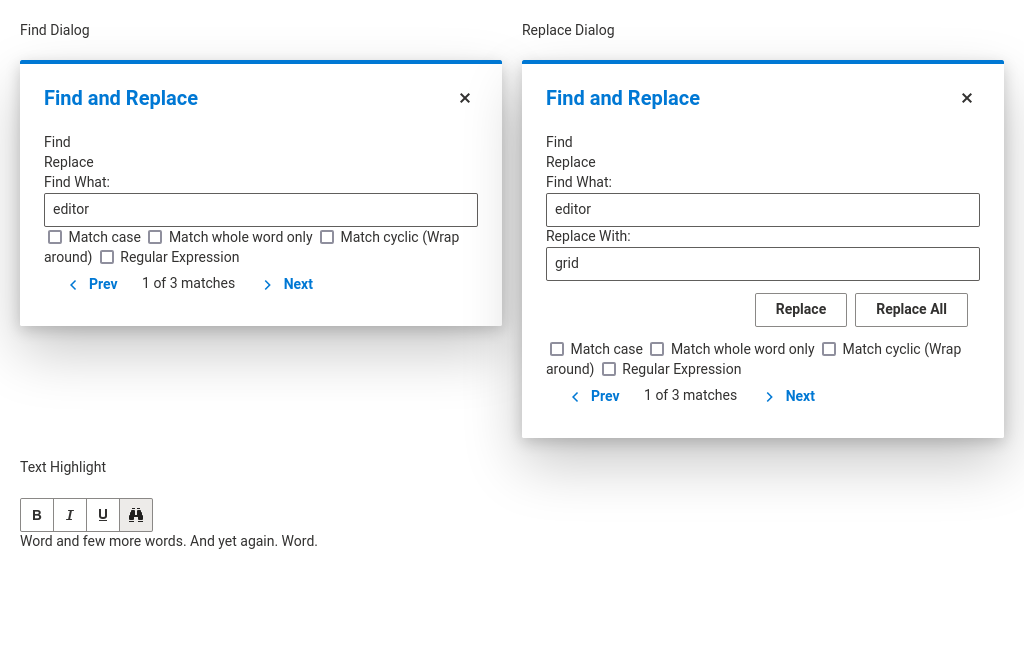 Find Dialog
Find and Replace
Find
Replace
Find What:
editor
Match case Match whole word only Match cyclic (Wrap
around) Regular Expression
Prev 1 of 3 matches Next
Replace Dialog
Find and Replace
Find
Replace
Find What:
editor
Replace With:
grid
Replace Replace All
Match case Match whole word only Match cyclic (Wrap
around) Regular Expression
Prev 1 of 3 matches Next
Text Highlight
B I U
Word and few more words. And yet again. Word.